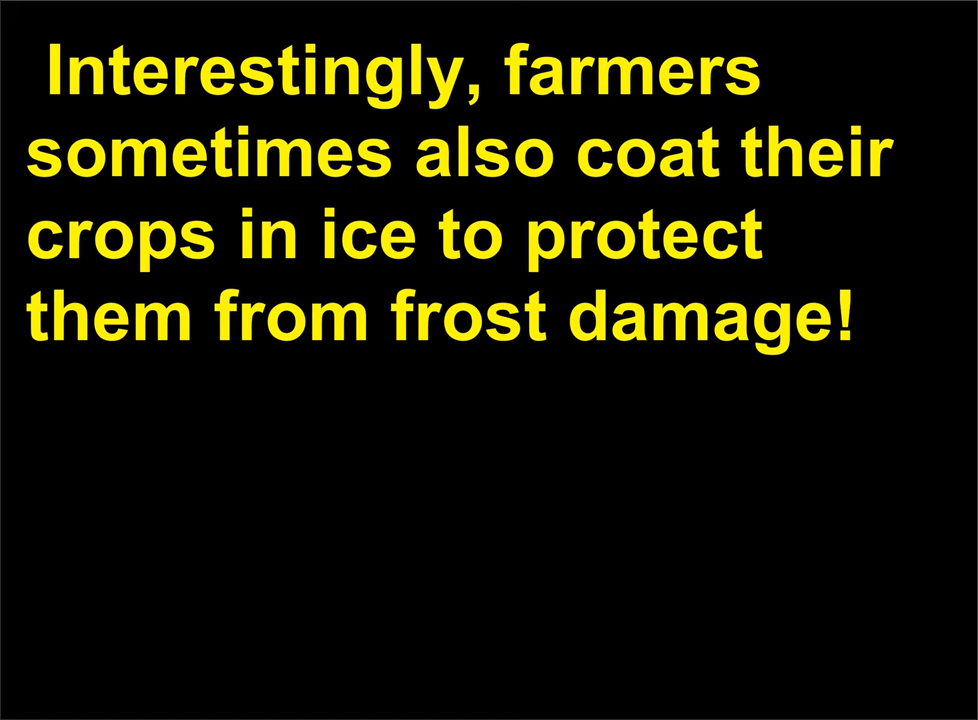 Interestingly, farmers
sometimes also coat their
crops in ice to protect
them from frost damage!